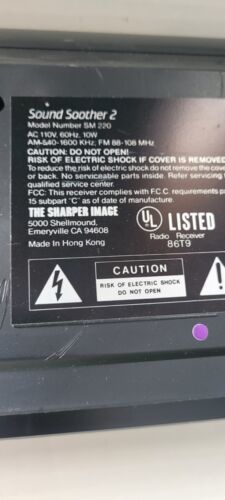 Sound Soother 2
Model Number SM 220
AC 110V, 60Hz, 10W
AM-540-1600 KHz, FM 88-108 MHz
CAUTION: DO NOT OPEN!
RISK OF ELECTRIC SHOCK IF COVER IS REMOVED
To reduce the risk of electric shock do not remove the cover
or back. No serviceable parts inside. Refer servicing
qualified service center.
FCC: This receiver complies with F.C.C. requirements
15 subpart "C" as of date of manufacture.
THE SHARPER IMAGE
5000 Shellmound,
Emeryville CA 94608
Made in Hong Kong
UL LISTED
Radio Receiver
86T9
CAUTION
RISK OF ELECTRIC SHOCK
DO NOT OPEN